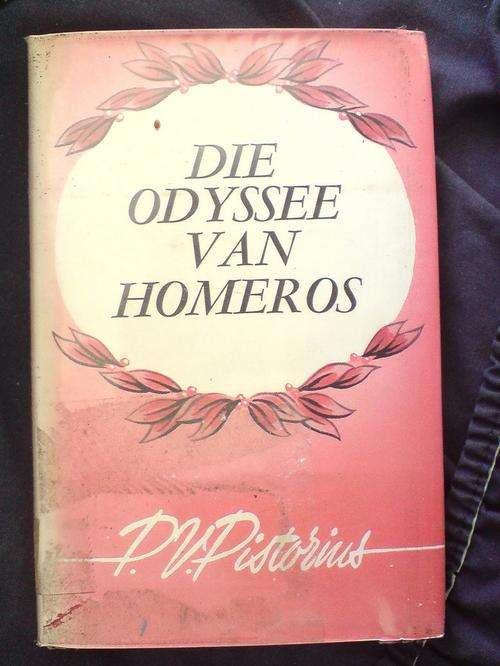 DIE
ODYSSEE
VAN
HOMEROS
P.V. Pistorius